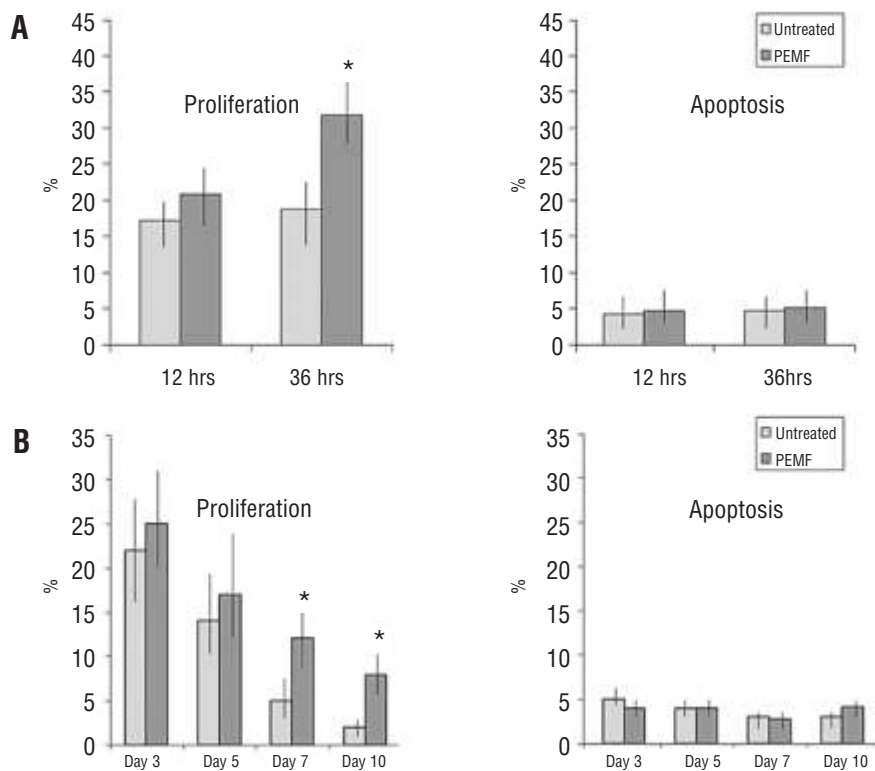 A
45
40
35
30
25
20
15
10
5
0
%
Proliferation
*
12 hrs
36 hrs
45
40
35
30
25
20
15
10
5
0
%
Apoptosis
Untreated
PEMF
12 hrs
36hrs
B
35
30
25
20
15
10
5
0
%
Proliferation
*
*
Day 3
Day 5
Day 7
Day 10
35
30
25
20
15
10
5
0
%
Apoptosis
Untreated
PEMF
Day 3
Day 5
Day 7
Day 10